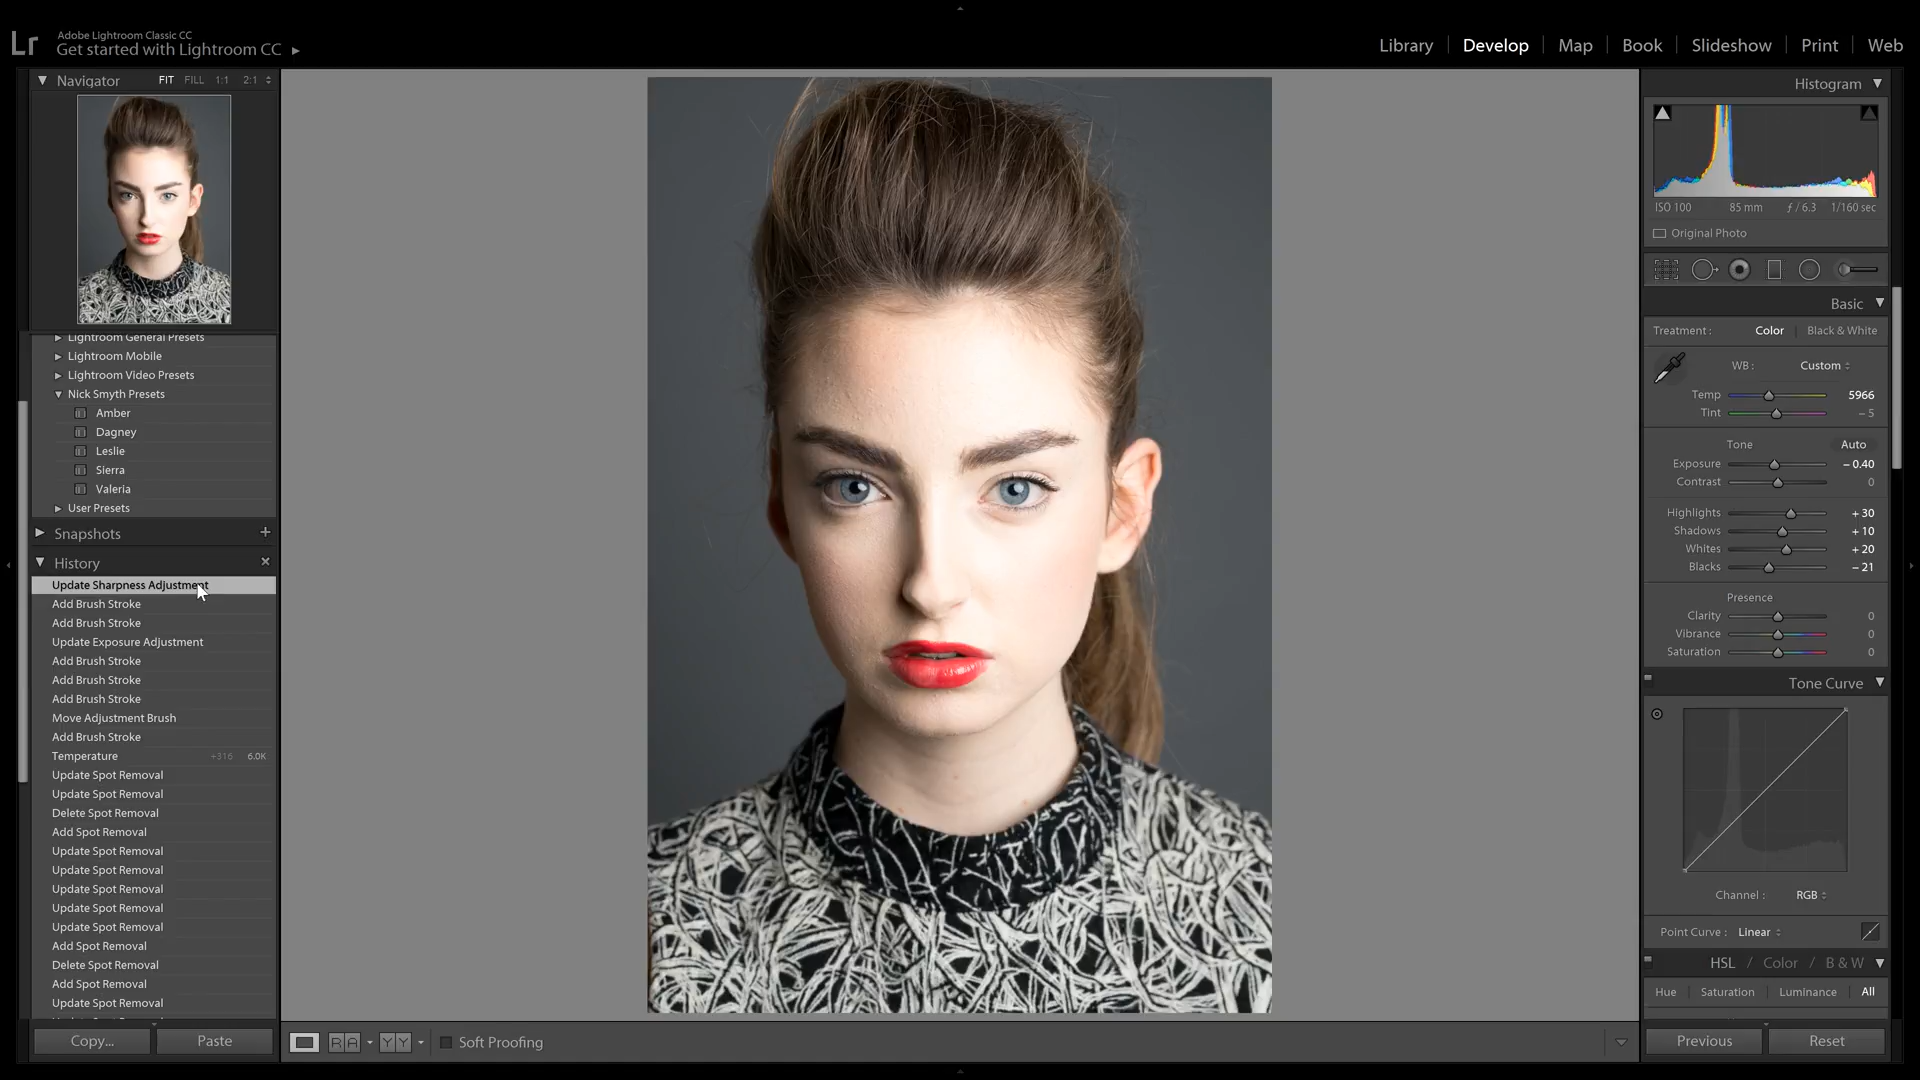 Lr
Adobe Lightroom Classic CC
Get started with Lightroom CC
Library | Develop | Map | Book | Slideshow | Print | Web
Navigator FIT FILL 1:1 2:1
Lightroom General Presets
Lightroom Mobile
Lightroom Video Presets
Nick Smyth Presets
Amber
Dagney
Leslie
Sierra
Valeria
User Presets
Snapshots +
History ×
Update Sharpness Adjustment
Add Brush Stroke
Add Brush Stroke
Update Exposure Adjustment
Add Brush Stroke
Add Brush Stroke
Add Brush Stroke
Move Adjustment Brush
Add Brush Stroke
Temperature +316 6.0K
Update Spot Removal
Update Spot Removal
Delete Spot Removal
Add Spot Removal
Update Spot Removal
Update Spot Removal
Update Spot Removal
Update Spot Removal
Update Spot Removal
Add Spot Removal
Delete Spot Removal
Add Spot Removal
Update Spot Removal
Copy... Paste
R A Y Y Soft Proofing
Histogram
ISO 100 85 mm ƒ / 6.3 1/160 sec
Original Photo
Basic
Treatment : Color | Black & White
WB : Custom
Temp 5966
Tint – 5
Tone Auto
Exposure – 0.40
Contrast 0
Highlights + 30
Shadows + 10
Whites + 20
Blacks – 21
Presence
Clarity 0
Vibrance 0
Saturation 0
Tone Curve
Channel : RGB
Point Curve : Linear
HSL / Color / B & W
Hue Saturation Luminance All
Previous Reset